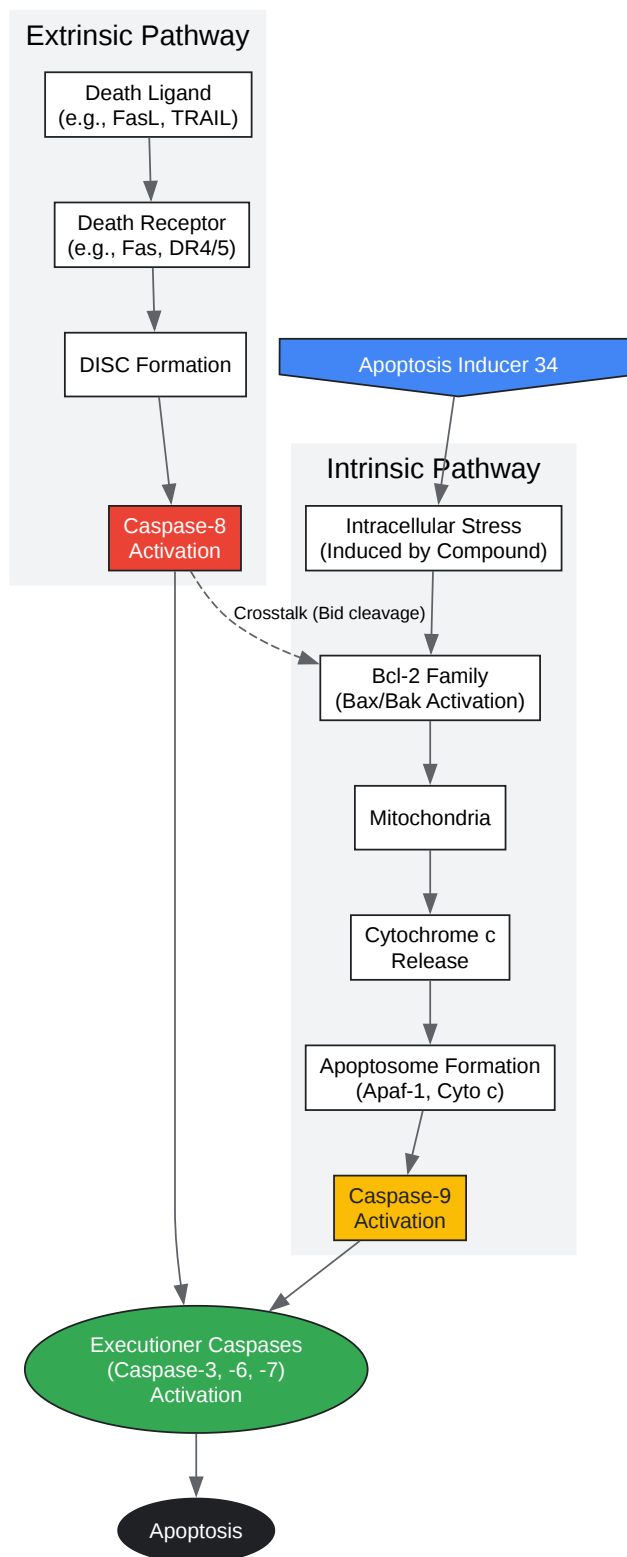 Extrinsic Pathway
Death Ligand
(e.g., FasL, TRAIL)
Death Receptor
(e.g., Fas, DR4/5)
DISC Formation
Apoptosis Inducer 34
Intrinsic Pathway
Caspase-8
Activation
Intracellular Stress
(Induced by Compound)
Crosstalk (Bid cleavage)
Bcl-2 Family
(Bax/Bak Activation)
Mitochondria
Cytochrome c
Release
Apoptosome Formation
(Apaf-1, Cyto c)
Caspase-9
Activation
Executioner Caspases
(Caspase-3, -6, -7)
Activation
Apoptosis